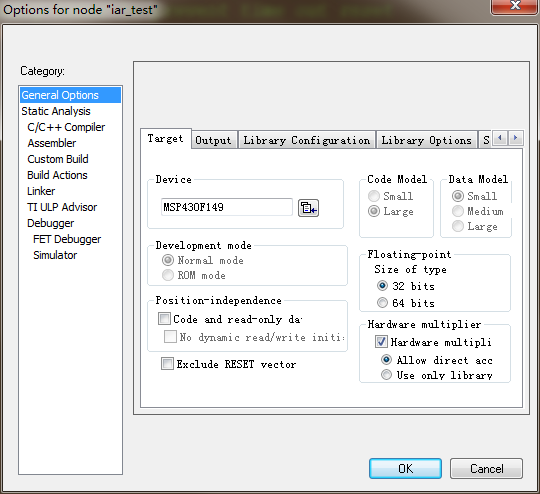 Options for node "iar_test"
Category:
General Options
Static Analysis
C/C++ Compiler
Assembler
Custom Build
Build Actions
Linker
TI ULP Advisor
Debugger
FET Debugger
Simulator
Target
Output
Library Configuration
Library Options
S
Device
MSP430F149
Code Model
Small
Large
Data Model
Small
Medium
Large
Development mode
Normal mode
ROM mode
Floating-point
Size of type
32 bits
64 bits
Position-independence
Code and read-only da
No dynamic read/write initi
Exclude RESET vector
Hardware multiplier
Hardware multipli
Allow direct acc
Use only library
OK
Cancel